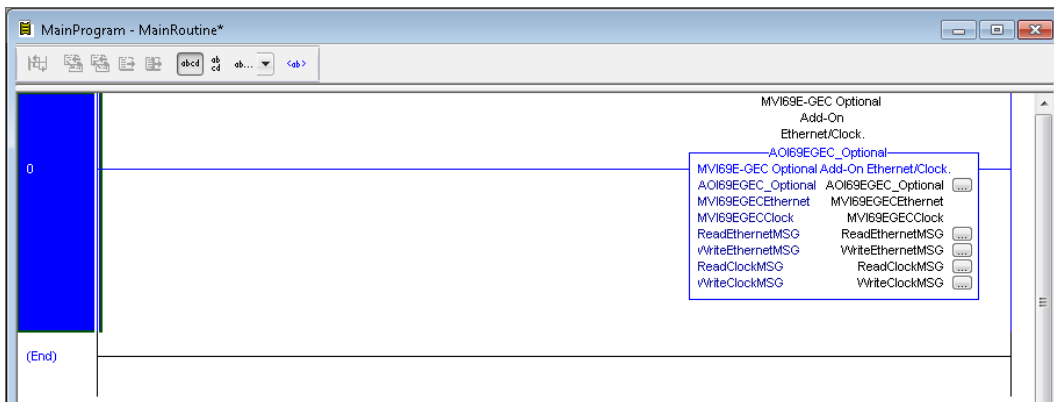 MainProgram - MainRoutine*
abcd ab cd ab... <ab>
MVI69E-GEC Optional
Add-On
Ethernet/Clock.
AOI69EGEC_Optional
0
MVI69E-GEC Optional Add-On Ethernet/Clock.
AOI69EGEC_Optional AOI69EGEC_Optional ...
MVI69EGECEthernet MVI69EGECEthernet
MVI69EGECClock MVI69EGECClock
ReadEthernetMSG ReadEthernetMSG ...
WriteEthernetMSG WriteEthernetMSG ...
ReadClockMSG ReadClockMSG ...
WriteClockMSG WriteClockMSG ...
(End)